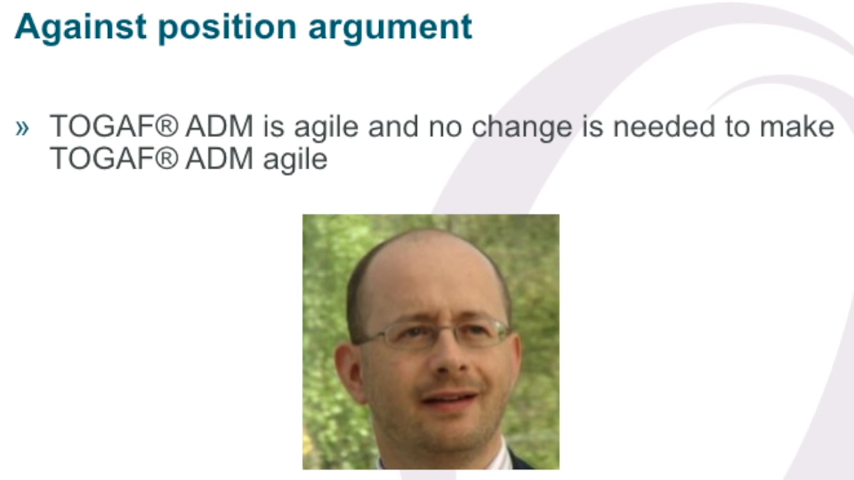 Against position argument
» TOGAF® ADM is agile and no change is needed to make
TOGAF® ADM agile